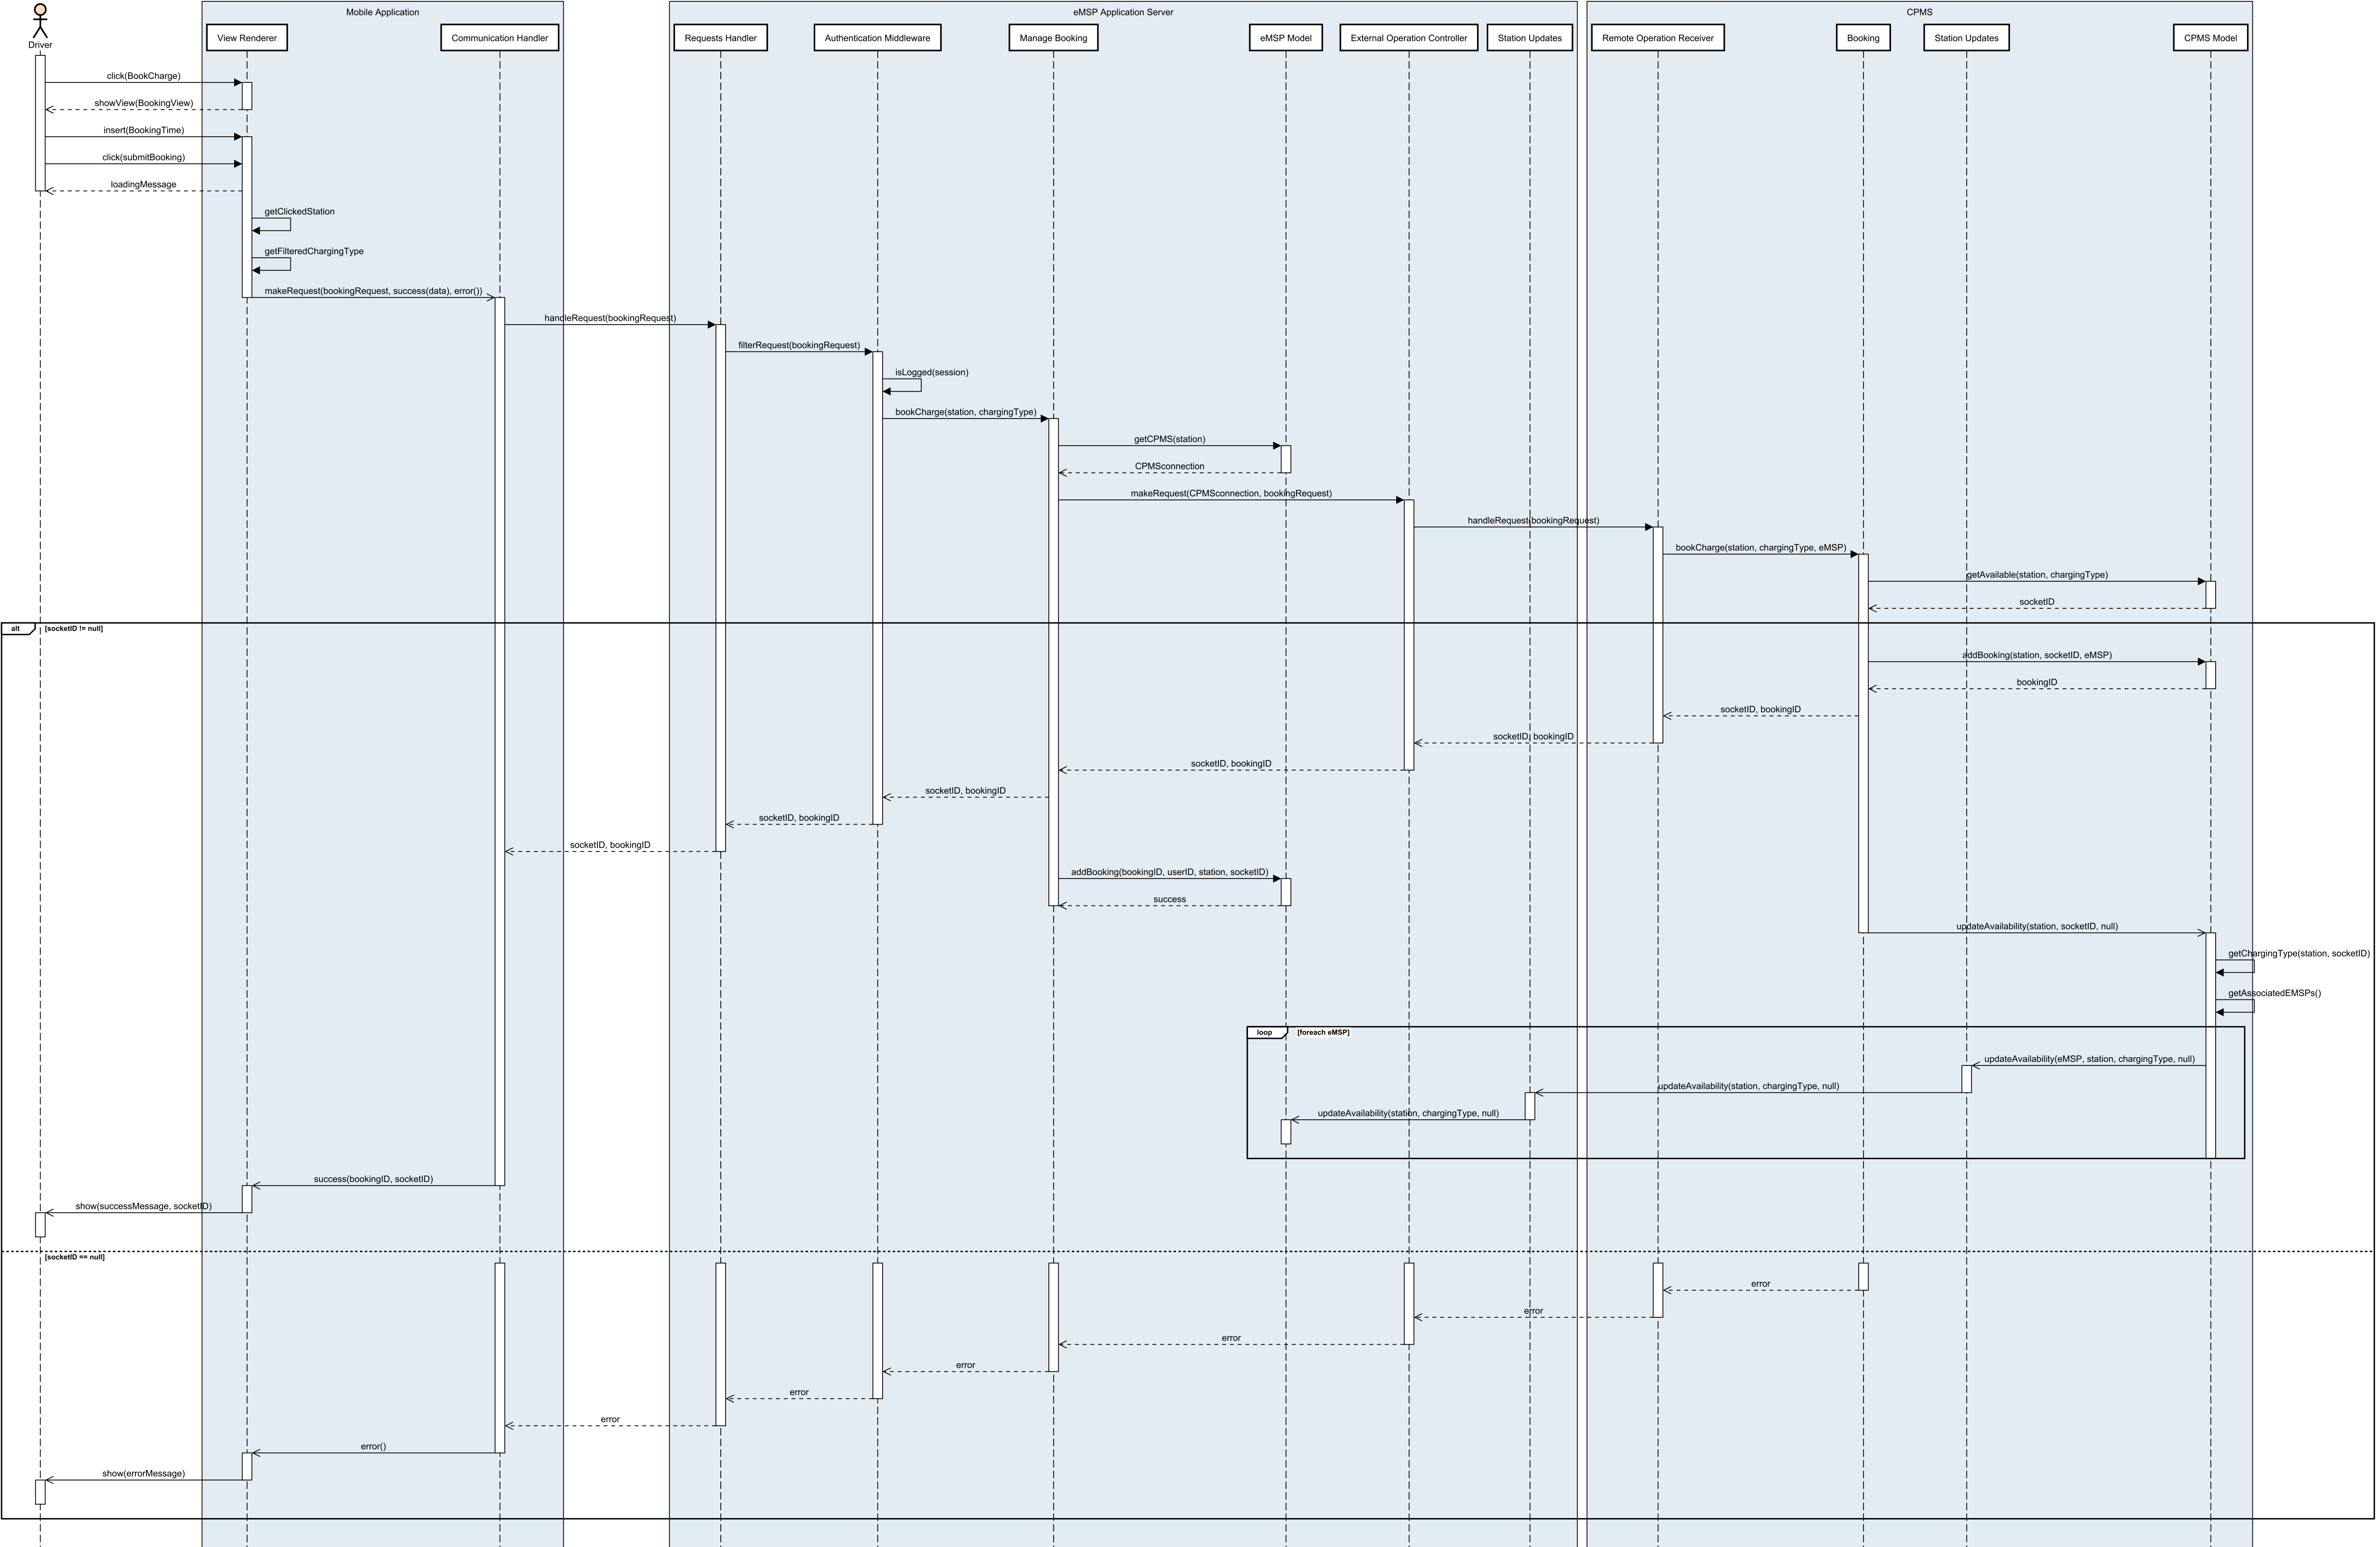 Mobile Application
eMSP Application Server
CPMS
Driver
View Renderer
Communication Handler
Requests Handler
Authentication Middleware
Manage Booking
eMSP Model
External Operation Controller
Station Updates
Remote Operation Receiver
Booking
Station Updates
CPMS Model
click(BookCharge)
showView(BookingView)
insert(BookingTime)
click(submitBooking)
loadingMessage
getClickedStation
getFilteredChargingType
makeRequest(bookingRequest, success(data), error())
handleRequest(bookingRequest)
filterRequest(bookingRequest)
isLogged(session)
bookCharge(station, chargingType)
getCPMS(station)
CPMSconnection
makeRequest(CPMSconnection, bookingRequest)
handleRequest(bookingRequest)
bookCharge(station, chargingType, eMSP)
getAvailable(station, chargingType)
socketID
alt
[socketID != null]
addBooking(station, socketID, eMSP)
bookingID
socketID, bookingID
socketID, bookingID
socketID, bookingID
socketID, bookingID
socketID, bookingID
socketID, bookingID
addBooking(bookingID, userID, station, socketID)
success
updateAvailability(station, socketID, null)
getChargingType(station, socketID)
getAssociatedEMSPs()
loop
[foreach eMSP]
updateAvailability(eMSP, station, chargingType, null)
updateAvailability(station, chargingType, null)
updateAvailability(station, chargingType, null)
success(bookingID, socketID)
show(successMessage, socketID)
[socketID == null]
error
error
error
error
error
error
error()
show(errorMessage)